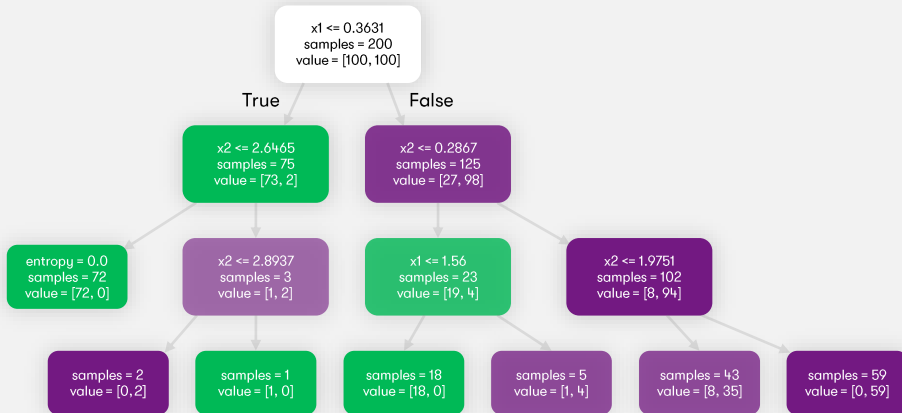 x1 <= 0.3631
samples = 200
value = [100, 100]
True
False
x2 <= 2.6465
samples = 75
value = [73, 2]
x2 <= 0.2867
samples = 125
value = [27, 98]
entropy = 0.0
samples = 72
value = [72, 0]
x2 <= 2.8937
samples = 3
value = [1, 2]
x1 <= 1.56
samples = 23
value = [19, 4]
x2 <= 1.9751
samples = 102
value = [8, 94]
samples = 2
value = [0, 2]
samples = 1
value = [1, 0]
samples = 18
value = [18, 0]
samples = 5
value = [1, 4]
samples = 43
value = [8, 35]
samples = 59
value = [0, 59]